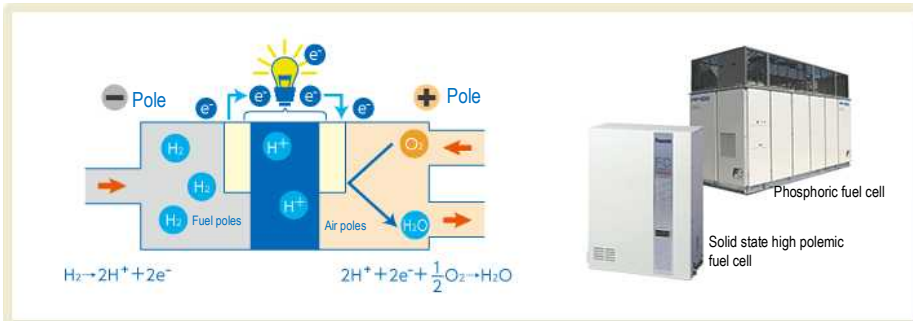 e⁻
e⁻ e⁻
e⁻ e⁻
− Pole
+ Pole
H₂ H⁺ O₂
H₂ H⁺
H₂ Fuel poles Air poles H₂O
H₂→2H⁺+2e⁻
2H⁺+2e⁻+½O₂→H₂O
Phosphoric fuel cell
Solid state high polemic
fuel cell